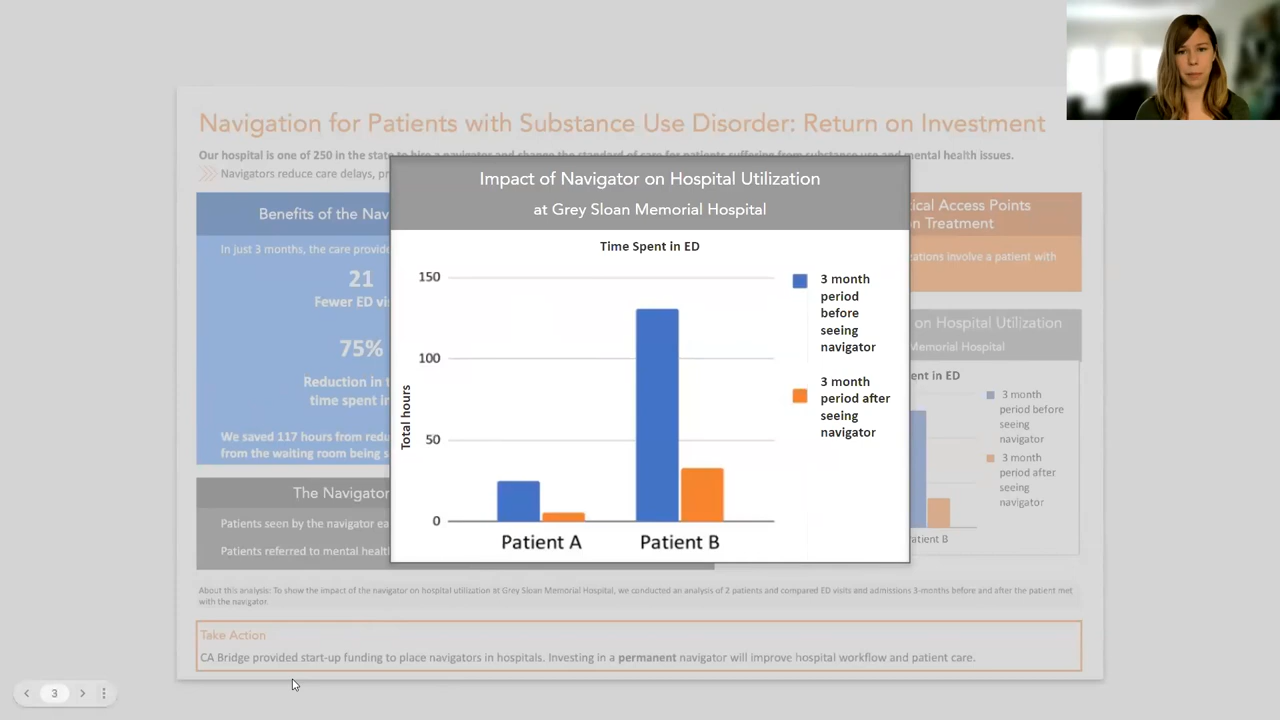 Navigation for Patients with Substance Use Disorder: Return on Investment
Our hospital is one of 250 in the state to hire a navigator and change the standard of care for patients suffering from substance use and mental health issues.
Navigators reduce care delays, pr
Impact of Navigator on Hospital Utilization
at Grey Sloan Memorial Hospital
Time Spent in ED
150
100
50
0
Total hours
Patient A
Patient B
3 month
period
before
seeing
navigator
3 month
period after
seeing
navigator
Benefits of the Nav
In just 3 months, the care provide
21
Fewer ED vi
75%
Reduction in t
time spent in
We saved 117 hours from redu
from the waiting room being s
The Navigator
Patients seen by the navigator ea
Patients referred to mental healt
ical Access Points
n Treatment
zations involve a patient with
on Hospital Utilization
Memorial Hospital
ent in ED
3 month
period before
seeing
navigator
3 month
period after
seeing
navigator
atient B
About this analysis: To show the impact of the navigator on hospital utilization at Grey Sloan Memorial Hospital, we conducted an analysis of 2 patients and compared ED visits and admissions 3-months before and after the patient met
with the navigator.
Take Action
CA Bridge provided start-up funding to place navigators in hospitals. Investing in a permanent navigator will improve hospital workflow and patient care.
3